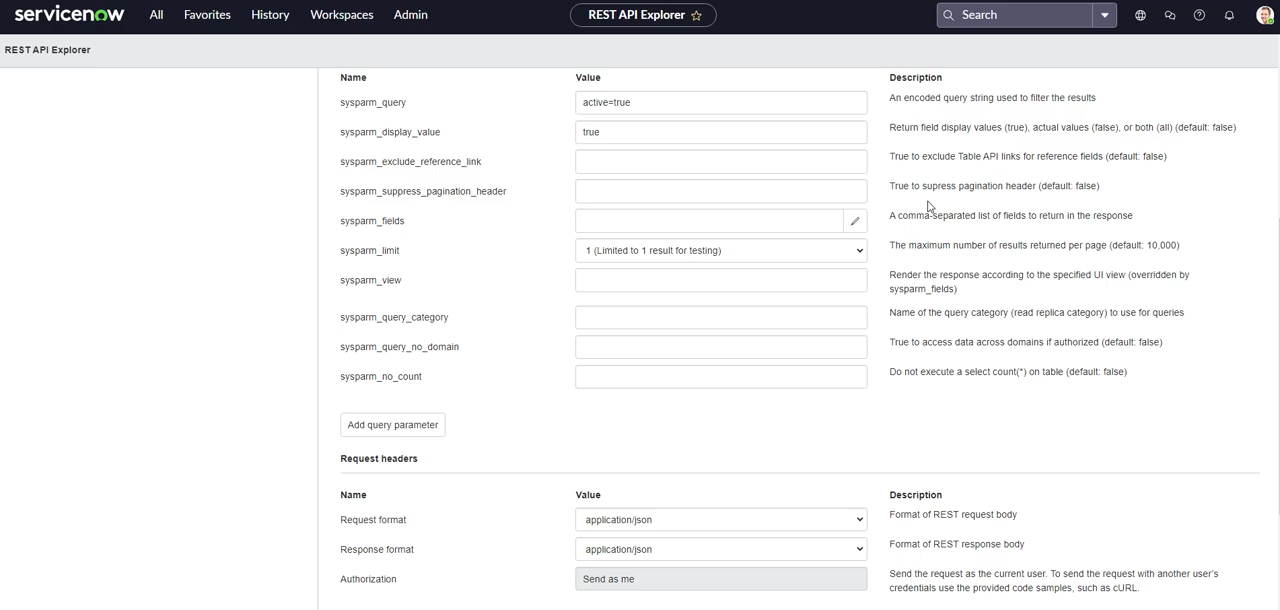 servicenow All Favorites History Workspaces Admin REST API Explorer Search
REST API Explorer
Name Value Description
sysparm_query active=true An encoded query string used to filter the results
sysparm_display_value true Return field display values (true), actual values (false), or both (all) (default: false)
sysparm_exclude_reference_link True to exclude Table API links for reference fields (default: false)
sysparm_suppress_pagination_header True to supress pagination header (default: false)
sysparm_fields A comma-separated list of fields to return in the response
sysparm_limit 1 (Limited to 1 result for testing) The maximum number of results returned per page (default: 10,000)
sysparm_view Render the response according to the specified UI view (overridden by
sysparm_fields)
sysparm_query_category Name of the query category (read replica category) to use for queries
sysparm_query_no_domain True to access data across domains if authorized (default: false)
sysparm_no_count Do not execute a select count(*) on table (default: false)
Add query parameter
Request headers
Name Value Description
Request format application/json Format of REST request body
Response format application/json Format of REST response body
Authorization Send as me Send the request as the current user. To send the request with another user's
credentials use the provided code samples, such as cURL.